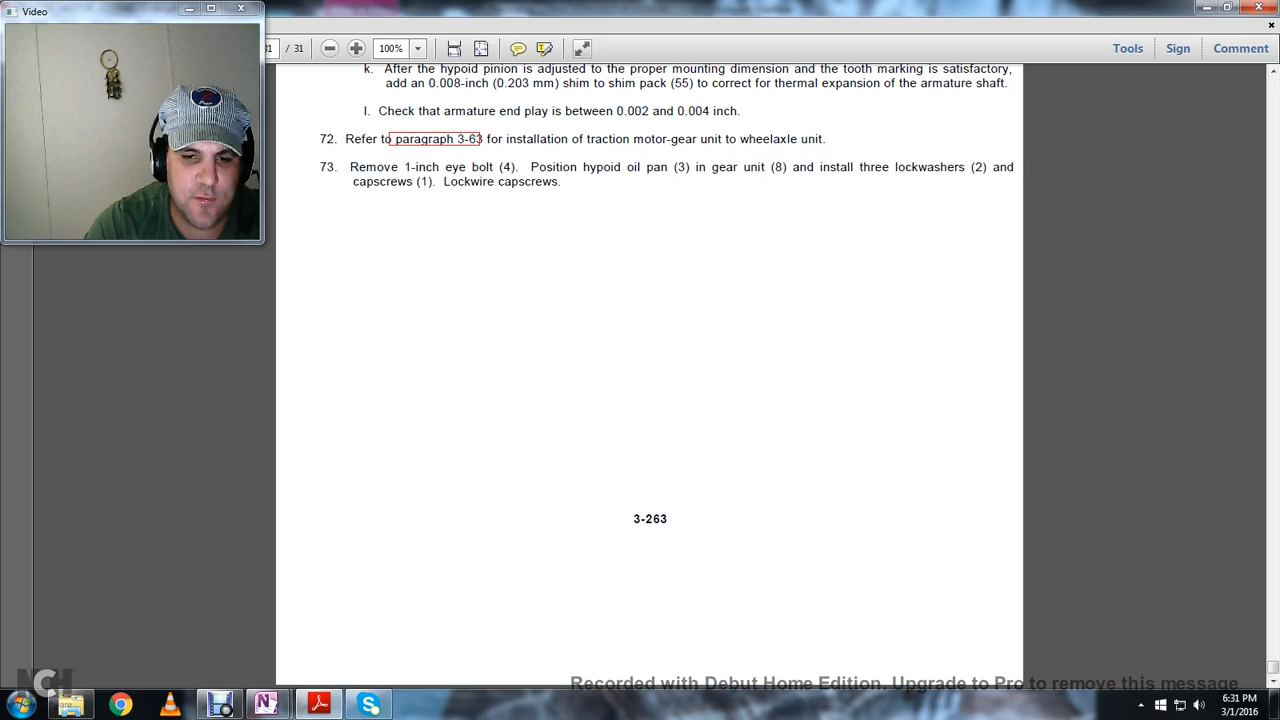 Video
31 / 31
100%
Tools
Sign
Comment
k. After the hypoid pinion is adjusted to the proper mounting dimension and the tooth marking is satisfactory,
add an 0.008-inch (0.203 mm) shim to shim pack (55) to correct for thermal expansion of the armature shaft.
l. Check that armature end play is between 0.002 and 0.004 inch.
72. Refer to paragraph 3-63 for installation of traction motor-gear unit to wheelaxle unit.
73. Remove 1-inch eye bolt (4). Position hypoid oil pan (3) in gear unit (8) and install three lockwashers (2) and
capscrews (1). Lockwire capscrews.
3-263
Recorded with Debut Home Edition. Upgrade to Pro to remove this message
6:31 PM
3/1/2016